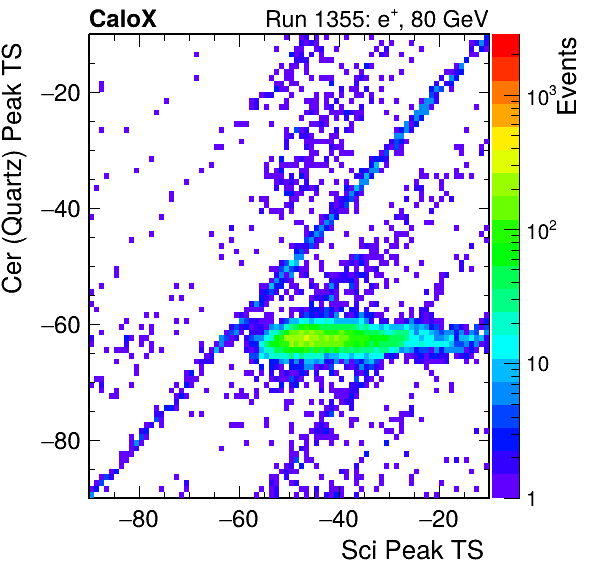 CaloX Run 1355: e⁺, 80 GeV
Cer (Quartz) Peak TS
−20
−40
−60
−80
−80 −60 −40 −20
Sci Peak TS
Events
10³
10²
10
1